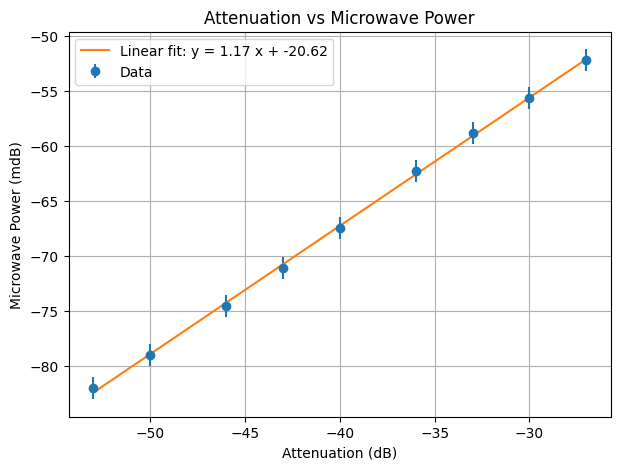 Attenuation vs Microwave Power
Linear fit: y = 1.17 x + -20.62
Data
Microwave Power (mdB)
−50
−55
−60
−65
−70
−75
−80
−50
−45
−40
−35
−30
Attenuation (dB)